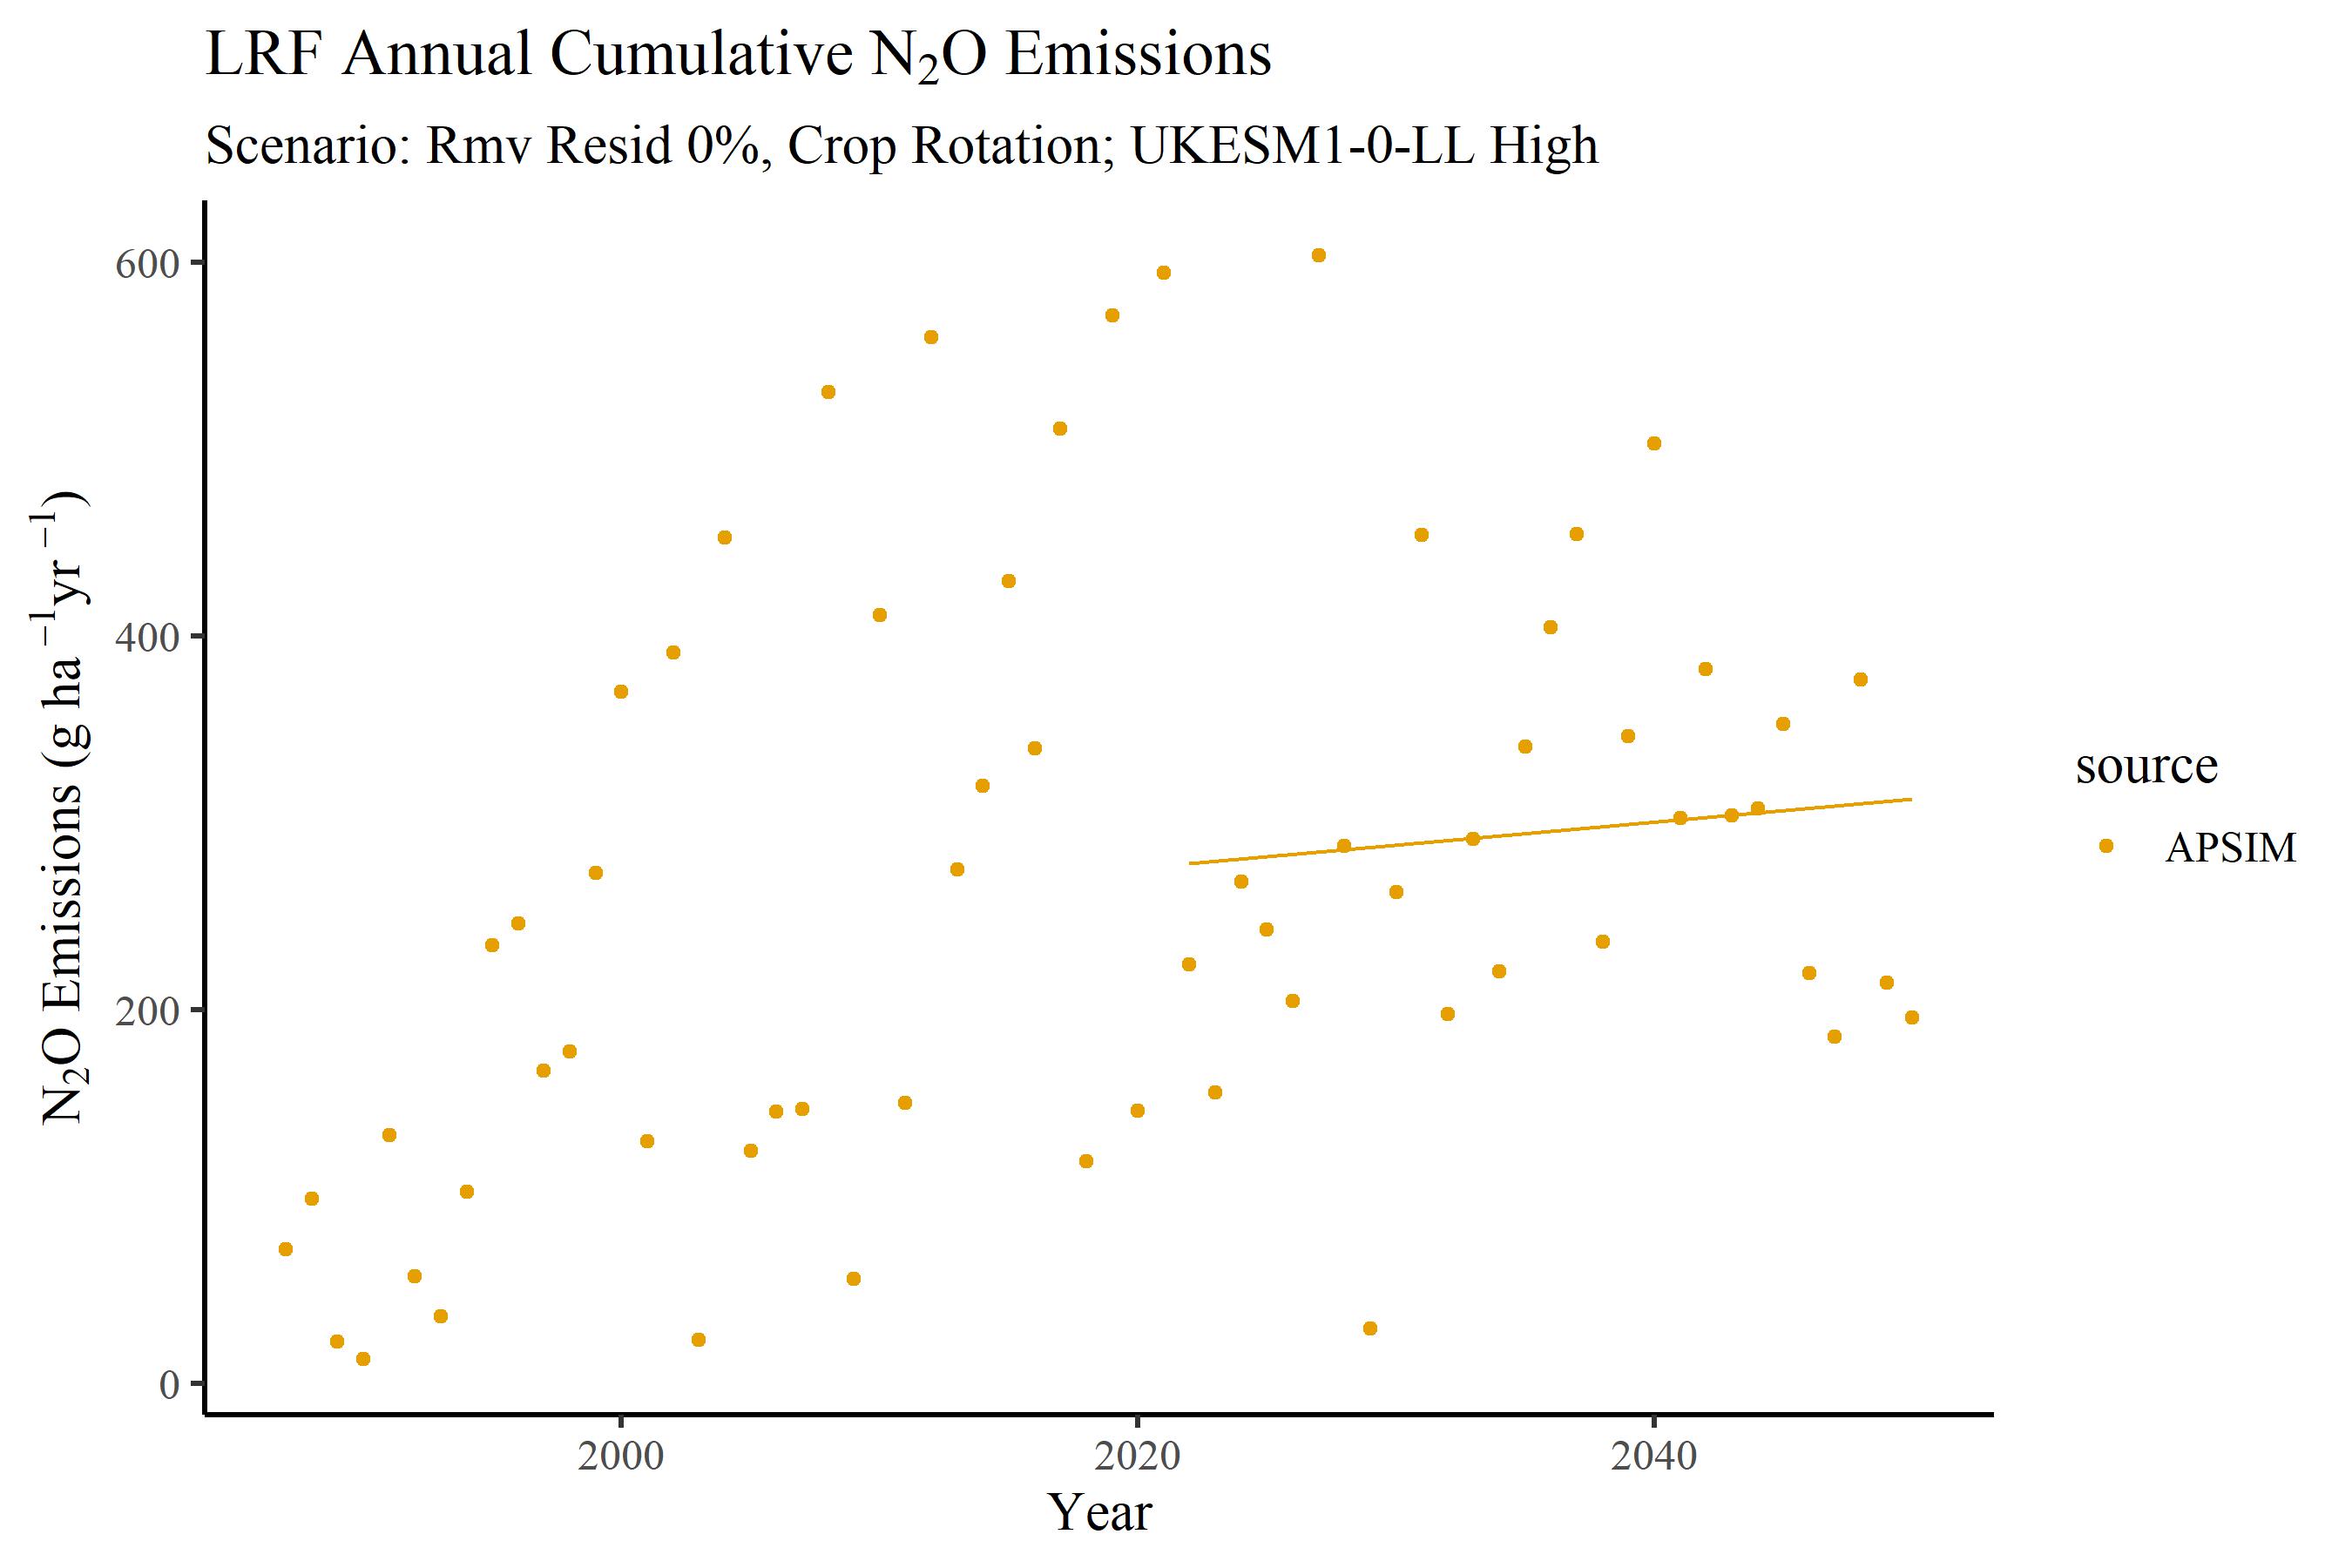 LRF Annual Cumulative N₂O Emissions
Scenario: Rmv Resid 0%, Crop Rotation; UKESM1-0-LL High
N₂O Emissions (g ha ⁻¹yr ⁻¹)
600
400
200
0
2000
2020
2040
Year
source
APSIM